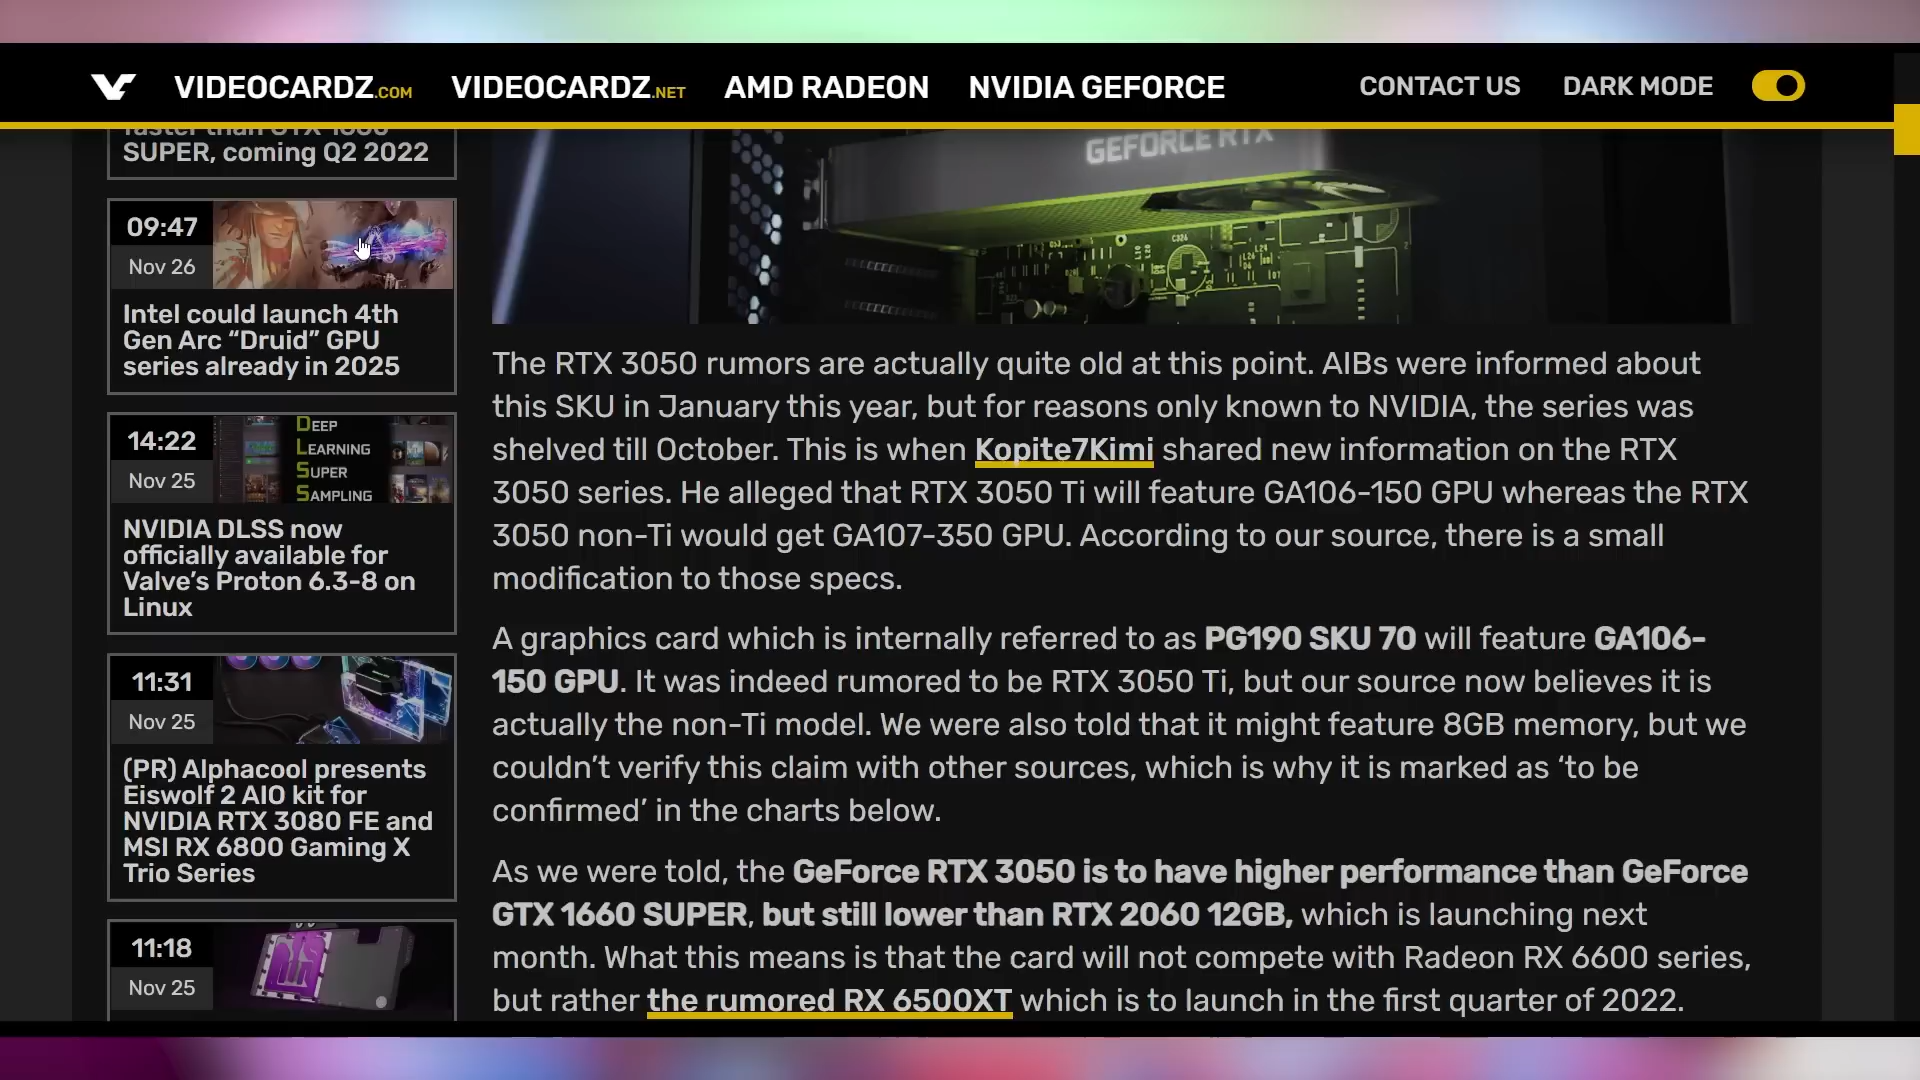 VIDEOCARDZ.COM VIDEOCARDZ.NET AMD RADEON NVIDIA GEFORCE CONTACT US DARK MODE
faster than GTX 1660
SUPER, coming Q2 2022
09:47
Nov 26
Intel could launch 4th
Gen Arc “Druid” GPU
series already in 2025
14:22
Nov 25
DEEP
LEARNING
SUPER
SAMPLING
NVIDIA DLSS now
officially available for
Valve’s Proton 6.3-8 on
Linux
11:31
Nov 25
(PR) Alphacool presents
Eiswolf 2 AIO kit for
NVIDIA RTX 3080 FE and
MSI RX 6800 Gaming X
Trio Series
11:18
Nov 25
GEFORCE RTX
The RTX 3050 rumors are actually quite old at this point. AIBs were informed about
this SKU in January this year, but for reasons only known to NVIDIA, the series was
shelved till October. This is when Kopite7Kimi shared new information on the RTX
3050 series. He alleged that RTX 3050 Ti will feature GA106-150 GPU whereas the RTX
3050 non-Ti would get GA107-350 GPU. According to our source, there is a small
modification to those specs.
A graphics card which is internally referred to as PG190 SKU 70 will feature GA106-
150 GPU. It was indeed rumored to be RTX 3050 Ti, but our source now believes it is
actually the non-Ti model. We were also told that it might feature 8GB memory, but we
couldn’t verify this claim with other sources, which is why it is marked as ‘to be
confirmed’ in the charts below.
As we were told, the GeForce RTX 3050 is to have higher performance than GeForce
GTX 1660 SUPER, but still lower than RTX 2060 12GB, which is launching next
month. What this means is that the card will not compete with Radeon RX 6600 series,
but rather the rumored RX 6500XT which is to launch in the first quarter of 2022.